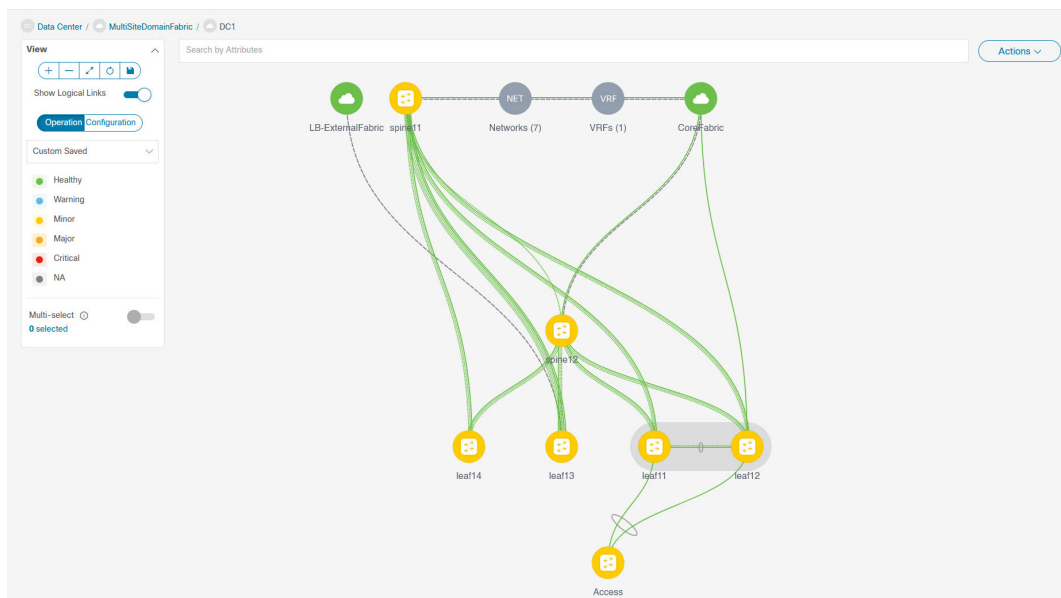 Data Center / MultiSiteDomainFabric / DC1
View
Search by Attributes
Actions
Show Logical Links
Operation Configuration
Custom Saved
Healthy
Warning
Minor
Major
Critical
NA
Multi-select
0 selected
NET
VRF
LB-ExternalFabric
spine11
Networks (7)
VRFs (1)
CoreFabric
spine12
leaf14
leaf13
leaf11
leaf12
Access